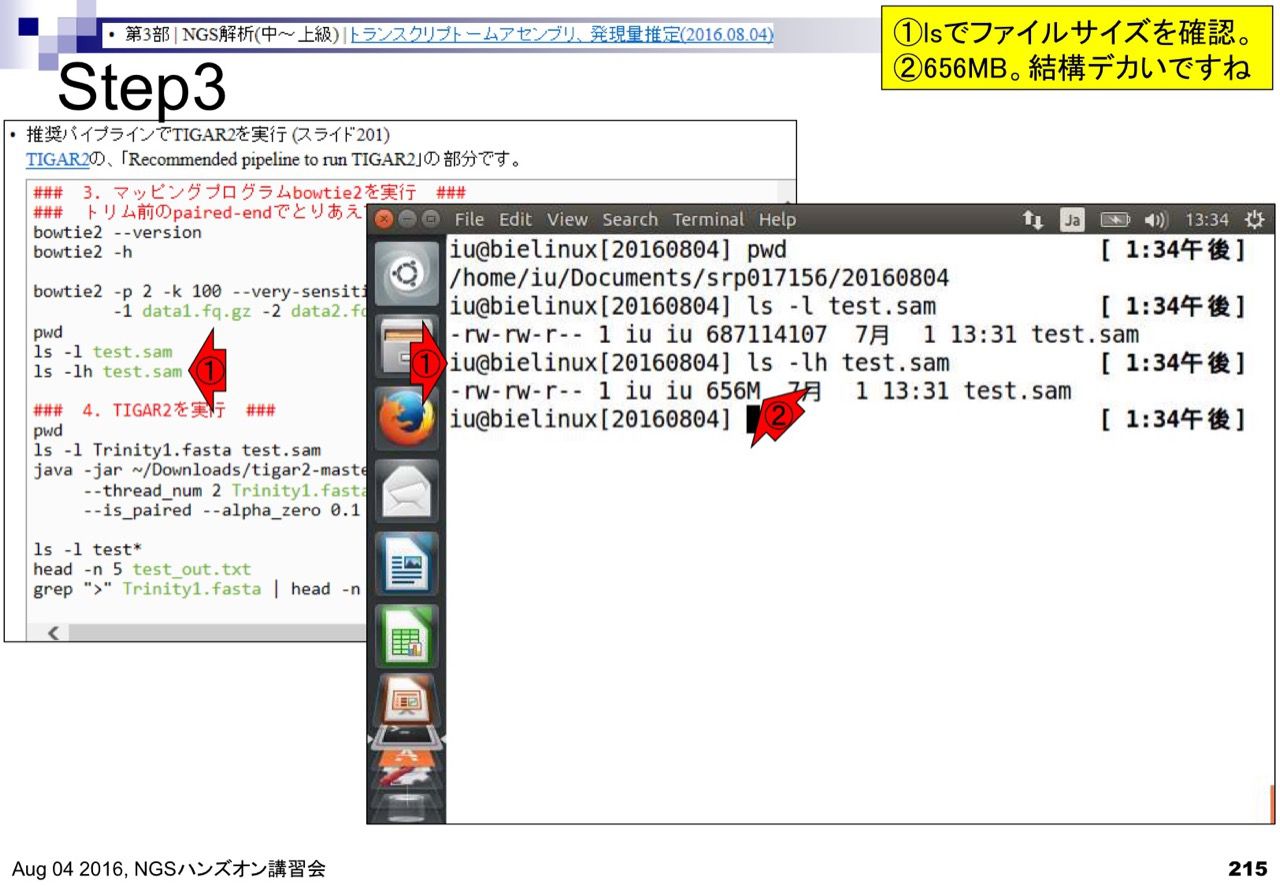 • 第3部 | NGS解析(中～上級) | トランスクリプトームアセンブリ、発現量推定(2016.08.04)
①lsでファイルサイズを確認。
②656MB。結構デカいですね
Step3
• 推奨パイプラインでTIGAR2を実行 (スライド201)
TIGAR2の、「Recommended pipeline to run TIGAR2」の部分です。
### 3. マッピングプログラムbowtie2を実行 ###
### トリム前のpaired-endでとりあえ
bowtie2 --version
bowtie2 -h
bowtie2 -p 2 -k 100 --very-sensiti
-1 data1.fq.gz -2 data2.fq
pwd
ls -l test.sam
ls -lh test.sam
①
### 4. TIGAR2を実行 ###
pwd
ls -l Trinity1.fasta test.sam
java -jar ~/Downloads/tigar2-maste
--thread_num 2 Trinity1.fasta
--is_paired --alpha_zero 0.1
ls -l test*
head -n 5 test_out.txt
grep ">" Trinity1.fasta | head -n
File Edit View Search Terminal Help
Ja
13:34
iu@bielinux[20160804] pwd [ 1:34午後]
/home/iu/Documents/srp017156/20160804
iu@bielinux[20160804] ls -l test.sam [ 1:34午後]
-rw-rw-r-- 1 iu iu 687114107 7月 1 13:31 test.sam
①
iu@bielinux[20160804] ls -lh test.sam [ 1:34午後]
-rw-rw-r-- 1 iu iu 656M 7月 1 13:31 test.sam
iu@bielinux[20160804] [ 1:34午後]
②
Aug 04 2016, NGSハンズオン講習会
215